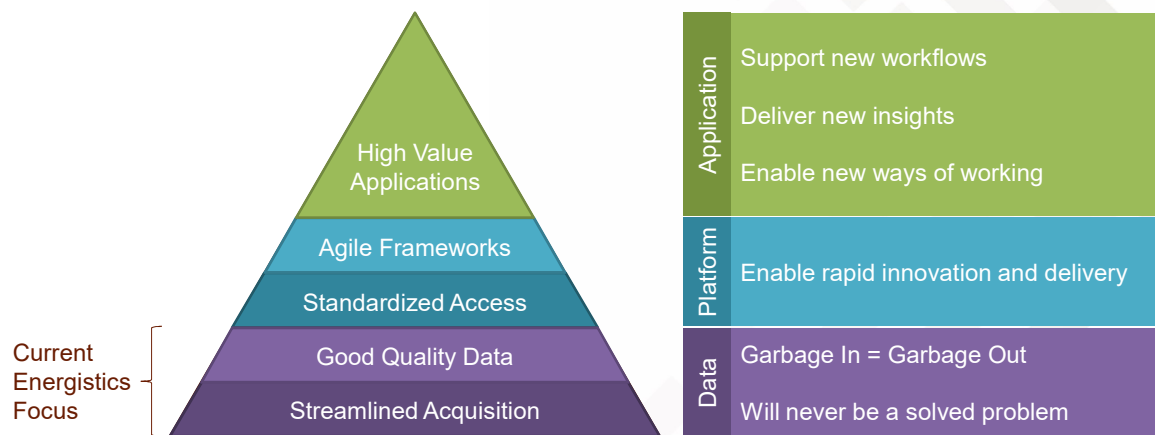 High Value
Applications
Agile Frameworks
Standardized Access
Good Quality Data
Streamlined Acquisition
Current
Energistics
Focus
Application
Support new workflows
Deliver new insights
Enable new ways of working
Platform
Enable rapid innovation and delivery
Data
Garbage In = Garbage Out
Will never be a solved problem